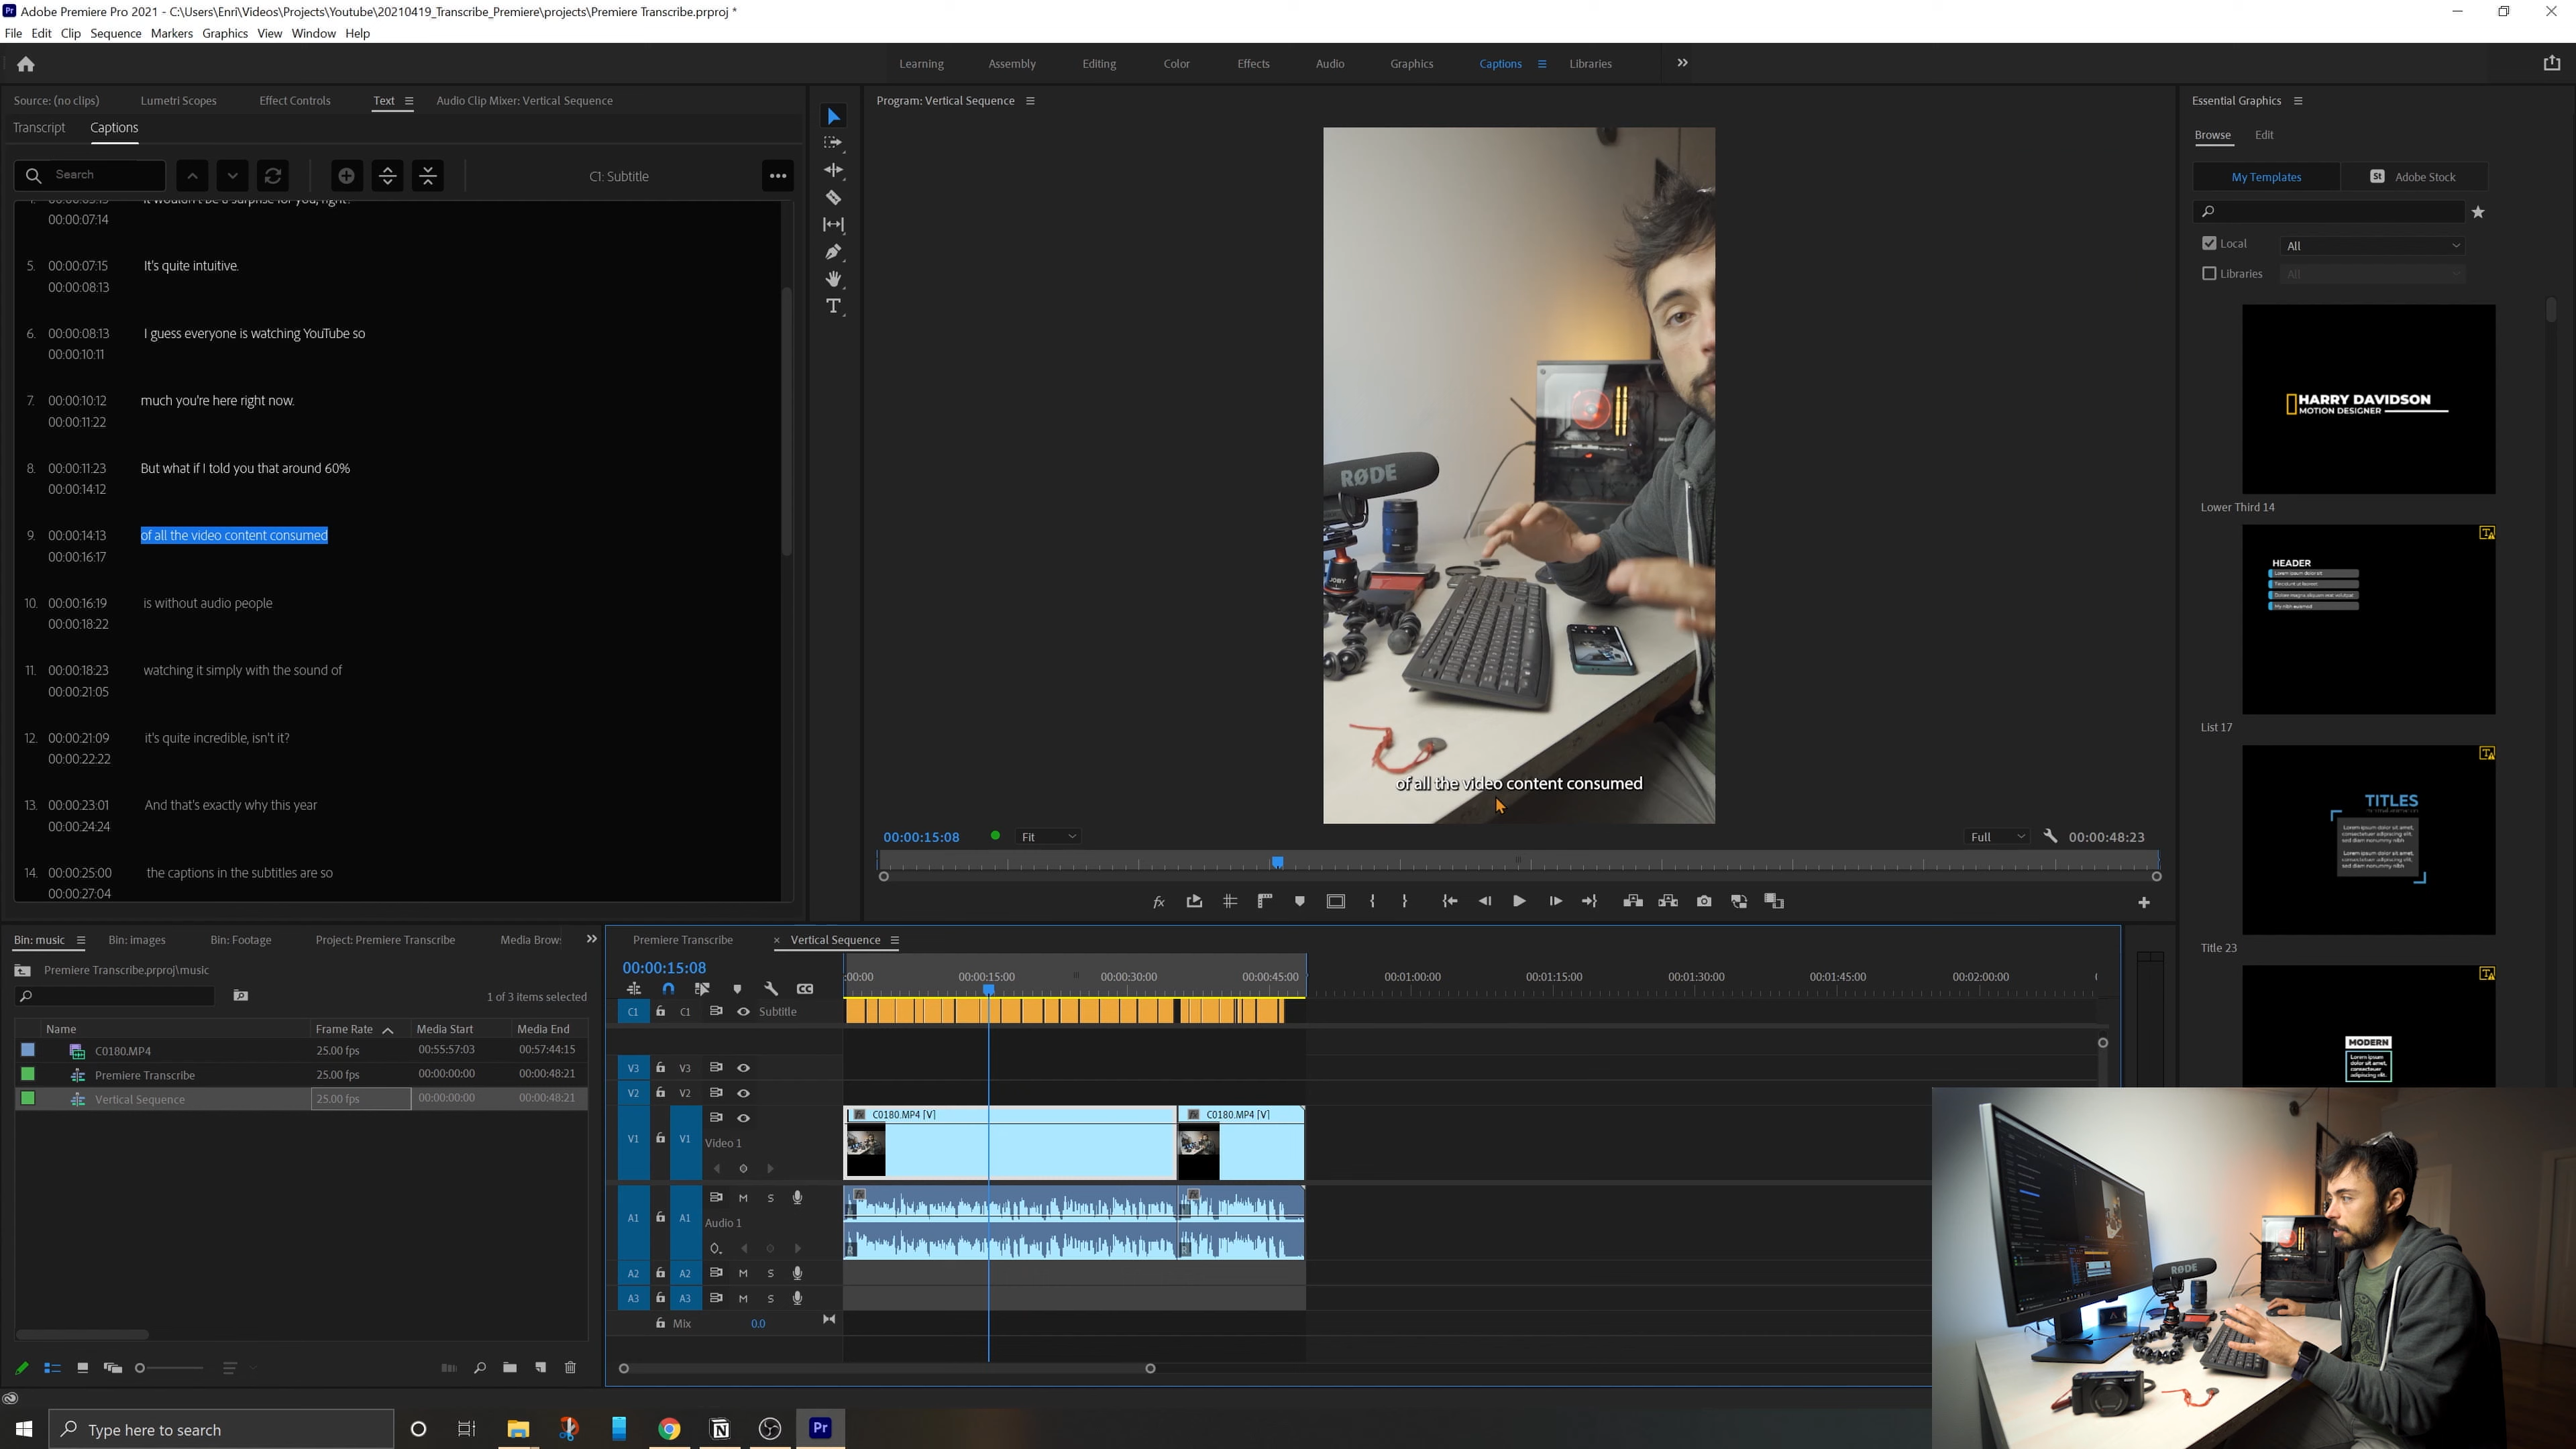 Adobe Premiere Pro 2021 - C:\Users\Enri\Videos\Projects\Youtube\20210419_Transcribe_Premiere\projects\Premiere Transcribe.prproj *
File Edit Clip Sequence Markers Graphics View Window Help
Learning Assembly Editing Color Effects Audio Graphics Captions Libraries
Source: (no clips) Lumetri Scopes Effect Controls Text Audio Clip Mixer: Vertical Sequence
Transcript Captions
Search
C1: Subtitle
it wouldn't be a surprise for you, right?
00:00:07:14
5. 00:00:07:15 It's quite intuitive.
00:00:08:13
6. 00:00:08:13 I guess everyone is watching YouTube so
00:00:10:11
7. 00:00:10:12 much you're here right now.
00:00:11:22
8. 00:00:11:23 But what if I told you that around 60%
00:00:14:12
9. 00:00:14:13 of all the video content consumed
00:00:16:17
10. 00:00:16:19 is without audio people
00:00:18:22
11. 00:00:18:23 watching it simply with the sound of
00:00:21:05
12. 00:00:21:09 it's quite incredible, isn't it?
00:00:22:22
13. 00:00:23:01 And that's exactly why this year
00:00:24:24
14. 00:00:25:00 the captions in the subtitles are so
00:00:27:04
Program: Vertical Sequence
RØDE
JOBY
of all the video content consumed
00:00:15:08 Fit Full 00:00:48:23
fx
Essential Graphics
Browse Edit
My Templates St Adobe Stock
Local All
Libraries All
HARRY DAVIDSON
MOTION DESIGNER
Lower Third 14
HEADER
List 17
TITLES
Title 23
MODERN
Bin: music Bin: images Bin: Footage Project: Premiere Transcribe Media Brow
Premiere Transcribe.prproj\music
1 of 3 items selected
Name Frame Rate Media Start Media End
C0180.MP4 25.00 fps 00:55:57:03 00:57:44:15
Premiere Transcribe 25.00 fps 00:00:00:00 00:00:48:21
Vertical Sequence 25.00 fps 00:00:00:00 00:00:48:21
Premiere Transcribe × Vertical Sequence
00:00:15:08
:00:00 00:00:15:00 00:00:30:00 00:00:45:00 00:01:00:00 00:01:15:00 00:01:30:00 00:01:45:00 00:02:00:00
CC
C1 C1 Subtitle
V3 V3
V2 V2
C0180.MP4 [V] C0180.MP4 [V]
V1 V1 Video 1
A1 A1 M S
Audio 1
A2 A2 M S
A3 A3 M S
Mix 0.0
RØDE
Type here to search
Pr